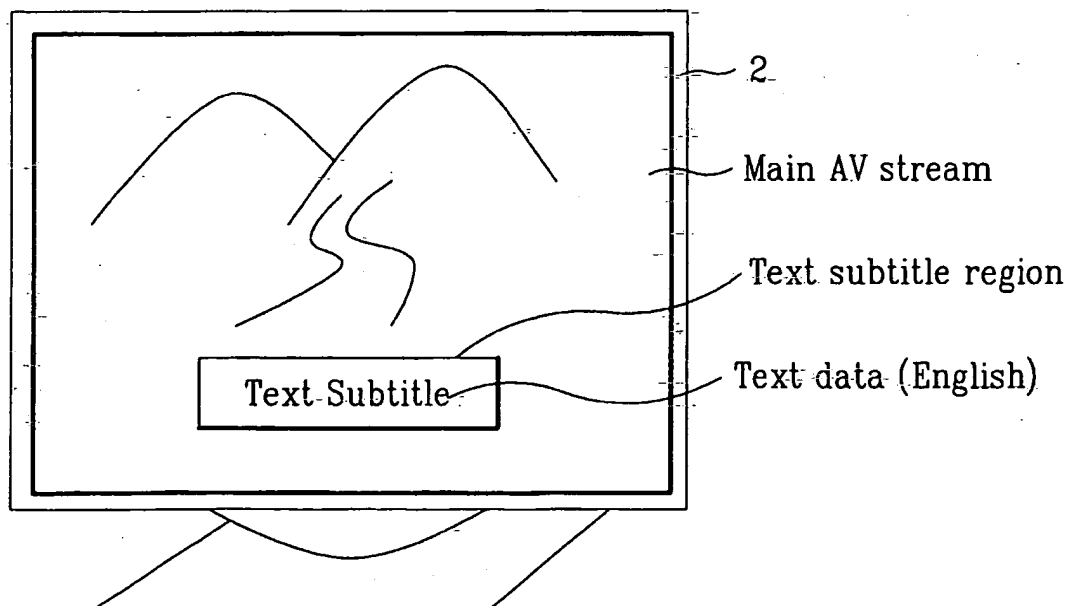 2
Main AV stream
Text subtitle region
Text Subtitle
Text data (English)